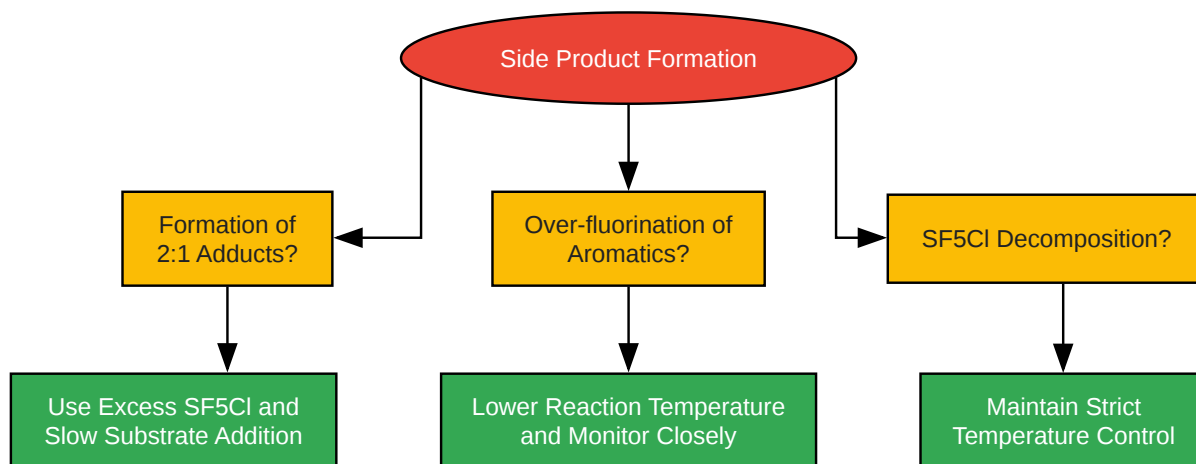 Side Product Formation
Formation of
2:1 Adducts?
Over-fluorination of
Aromatics?
SF5Cl Decomposition?
Use Excess SF5Cl and
Slow Substrate Addition
Lower Reaction Temperature
and Monitor Closely
Maintain Strict
Temperature Control